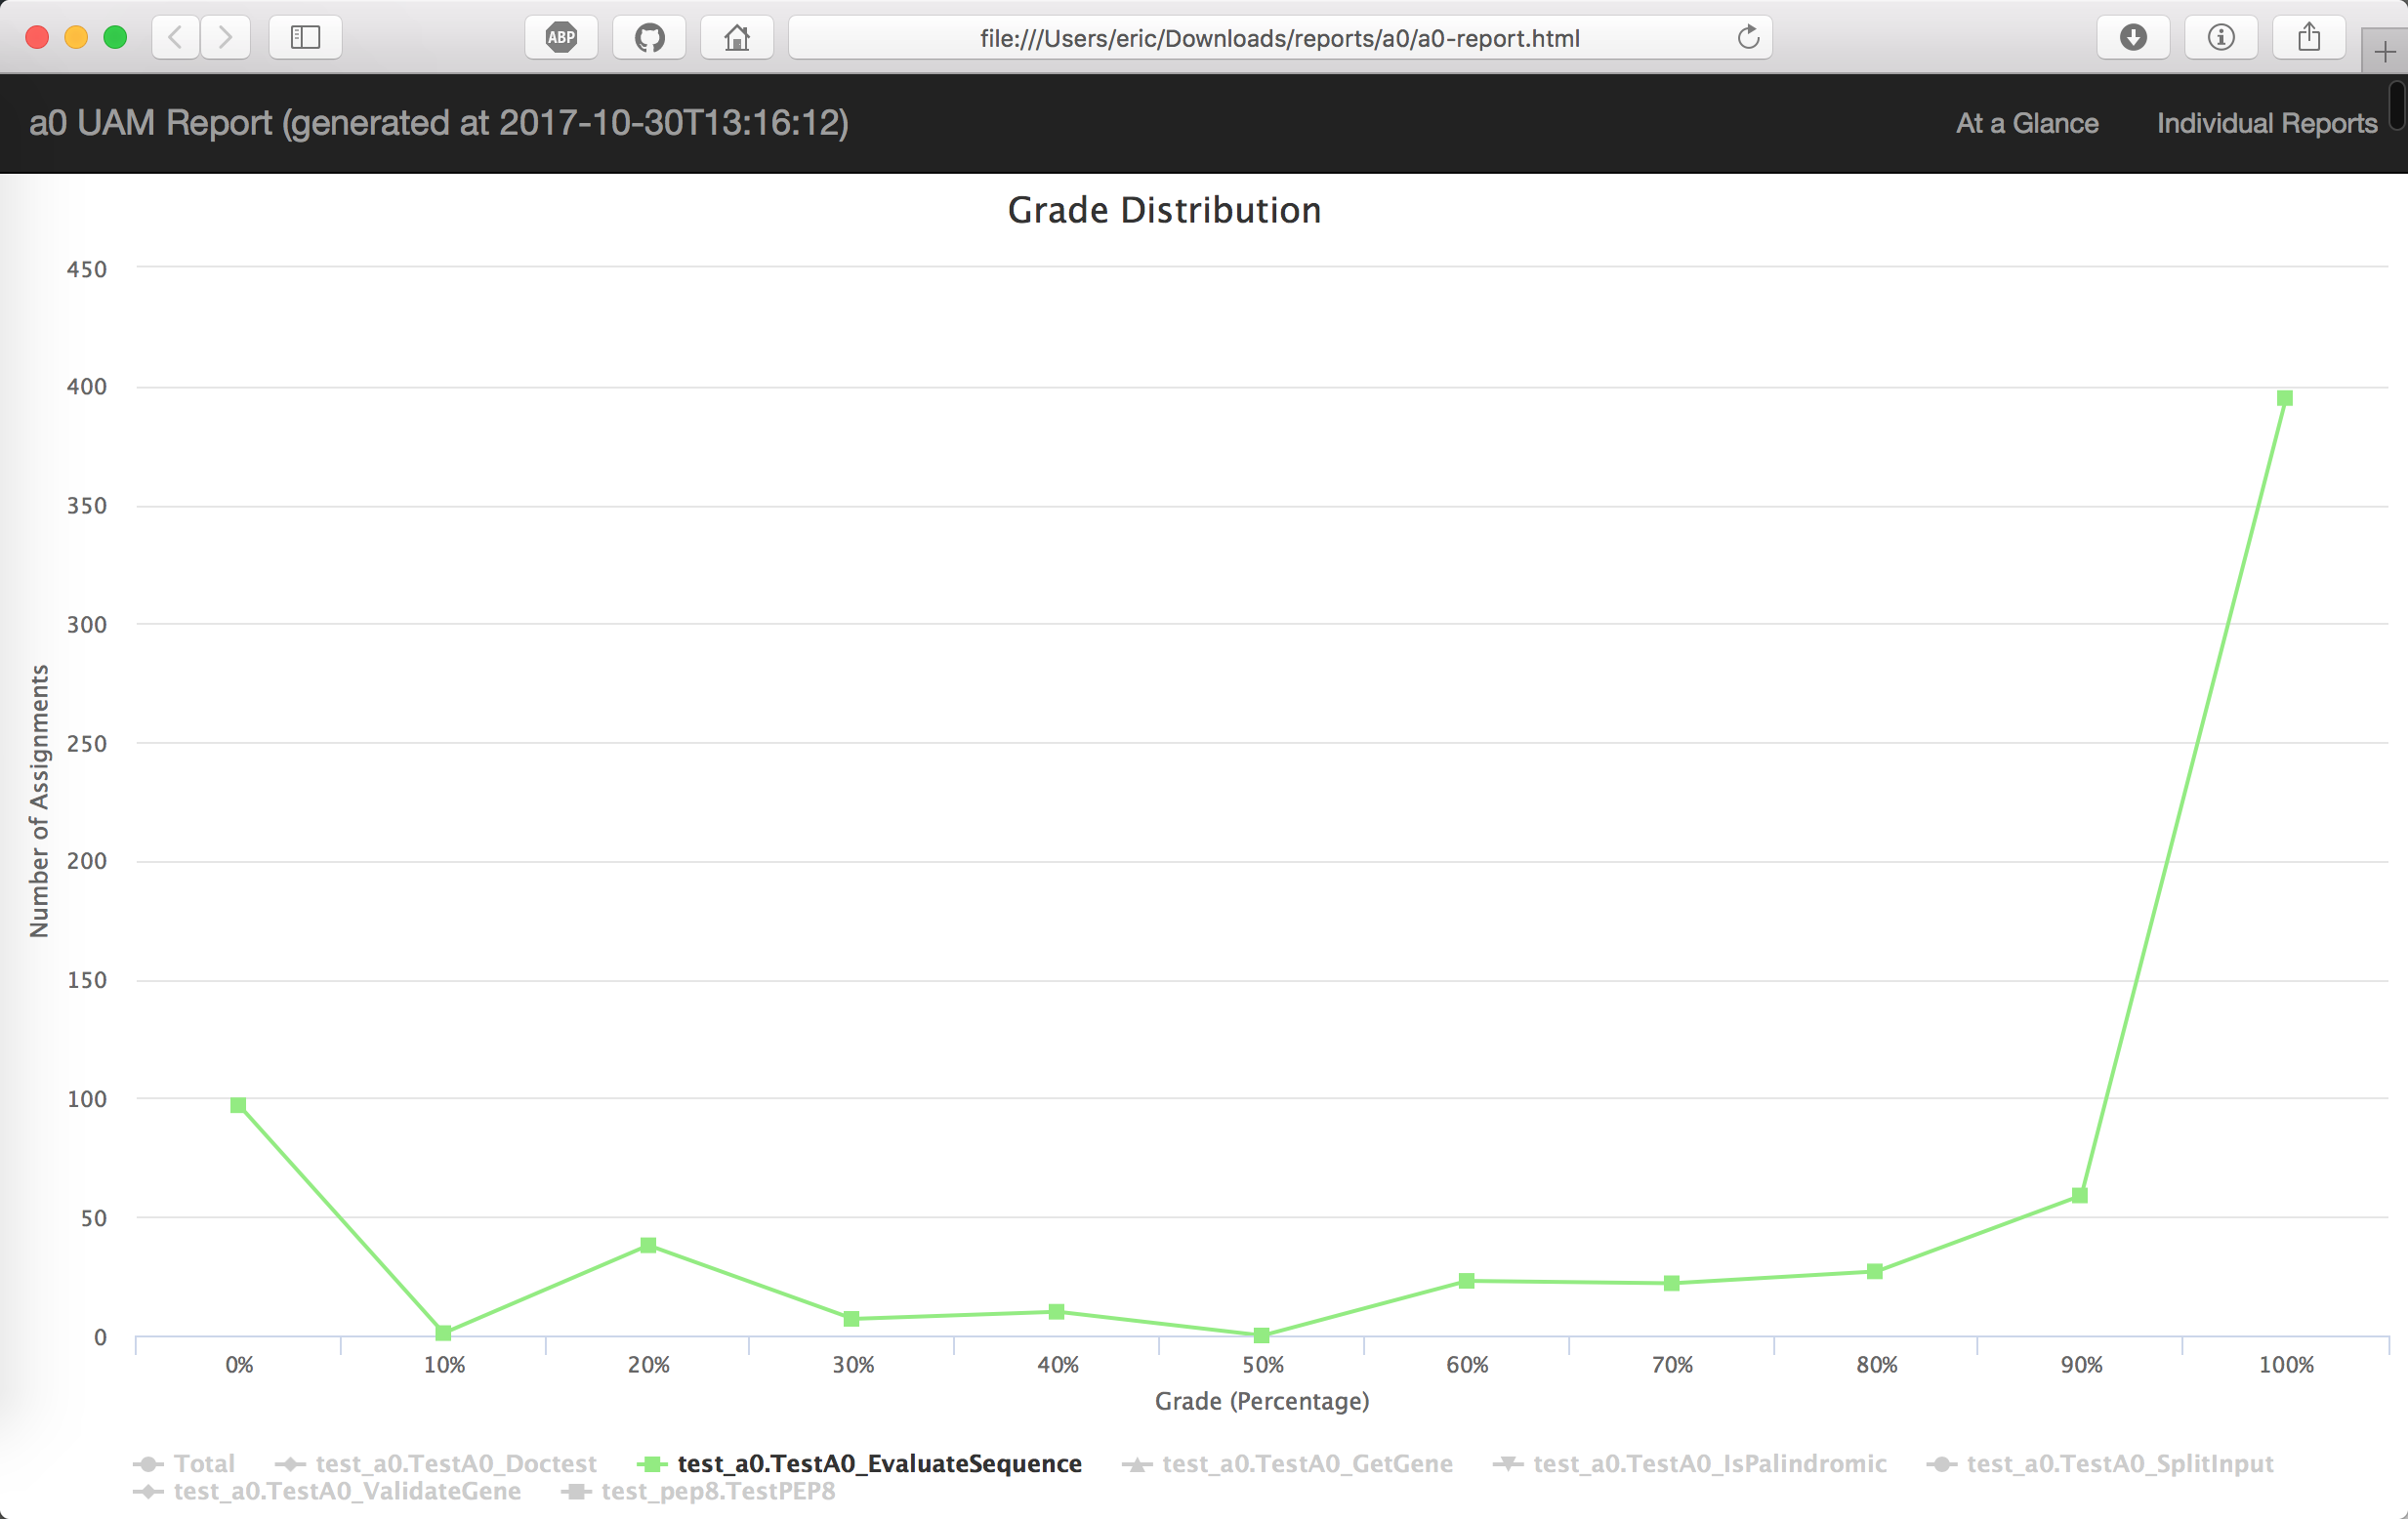 ABP
file:///Users/eric/Downloads/reports/a0/a0-report.html
a0 UAM Report (generated at 2017-10-30T13:16:12)
At a Glance
Individual Reports
Grade Distribution
450
400
350
300
250
200
150
100
50
0
Number of Assignments
0% 10% 20% 30% 40% 50% 60% 70% 80% 90% 100%
Grade (Percentage)
Total test_a0.TestA0_Doctest test_a0.TestA0_EvaluateSequence test_a0.TestA0_GetGene test_a0.TestA0_IsPalindromic test_a0.TestA0_SplitInput
test_a0.TestA0_ValidateGene test_pep8.TestPEP8